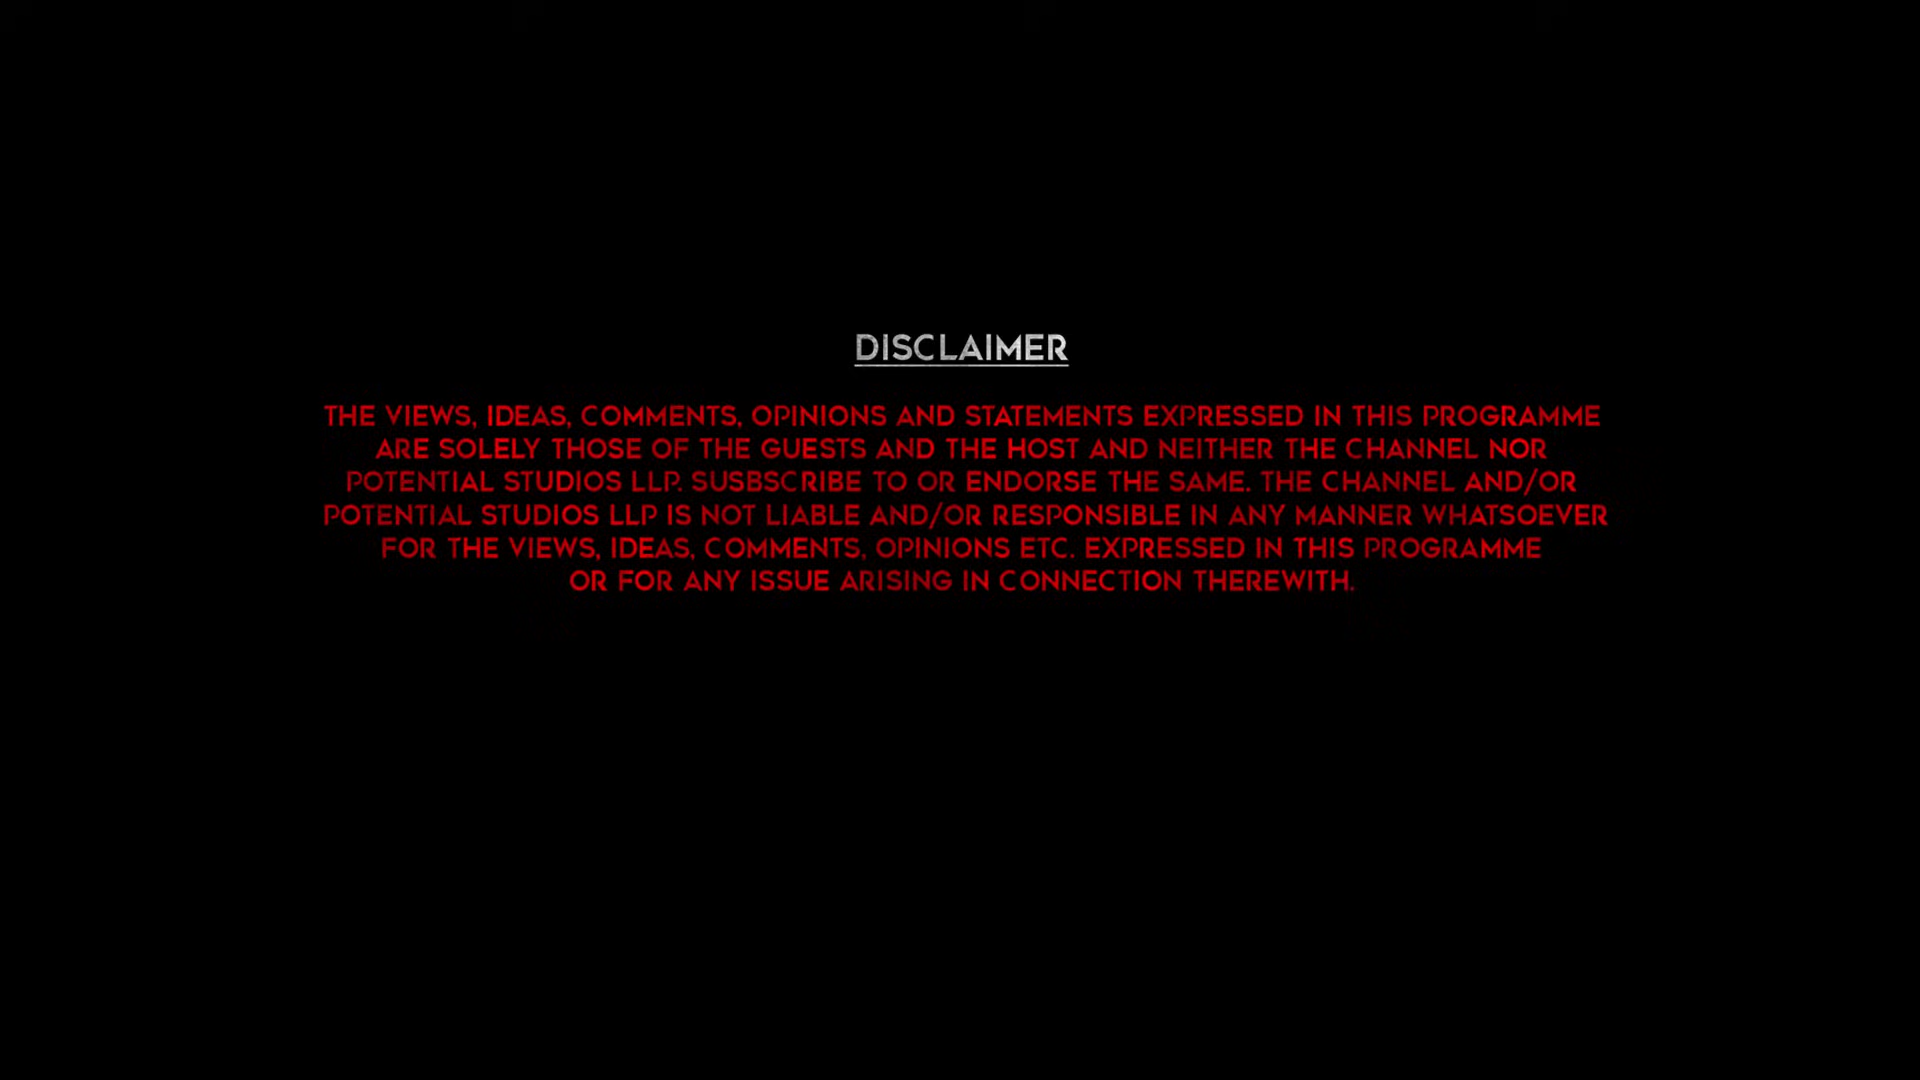 DISCLAIMER
THE VIEWS, IDEAS, COMMENTS, OPINIONS AND STATEMENTS EXPRESSED IN THIS PROGRAMME
ARE SOLELY THOSE OF THE GUESTS AND THE HOST AND NEITHER THE CHANNEL NOR
POTENTIAL STUDIOS LLP. SUSBSCRIBE TO OR ENDORSE THE SAME. THE CHANNEL AND/OR
POTENTIAL STUDIOS LLP IS NOT LIABLE AND/OR RESPONSIBLE IN ANY MANNER WHATSOEVER
FOR THE VIEWS, IDEAS, COMMENTS, OPINIONS ETC. EXPRESSED IN THIS PROGRAMME
OR FOR ANY ISSUE ARISING IN CONNECTION THEREWITH.